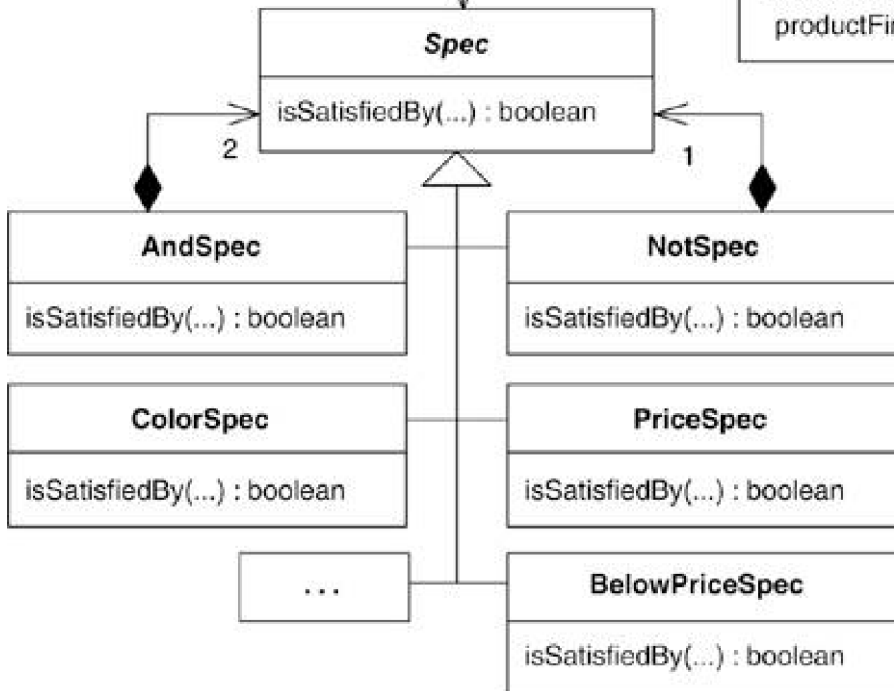 Spec
productFin
isSatisfiedBy(...) : boolean
2
1
AndSpec
NotSpec
isSatisfiedBy(...) : boolean
isSatisfiedBy(...) : boolean
ColorSpec
PriceSpec
isSatisfiedBy(...) : boolean
isSatisfiedBy(...) : boolean
...
BelowPriceSpec
isSatisfiedBy(...) : boolean